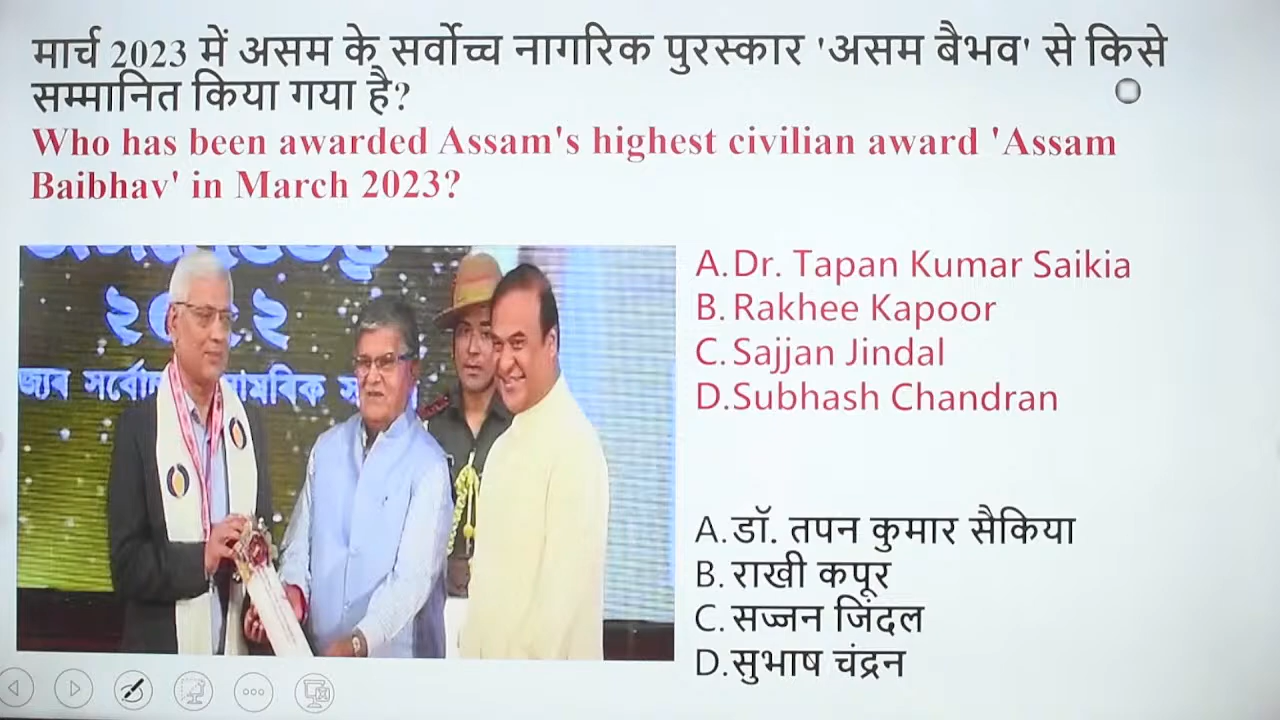 मार्च 2023 में असम के सर्वोच्च नागरिक पुरस्कार 'असम बैभव' से किसे
सम्मानित किया गया है?
Who has been awarded Assam's highest civilian award 'Assam
Baibhav' in March 2023?
A.Dr. Tapan Kumar Saikia
B. Rakhee Kapoor
C. Sajjan Jindal
D.Subhash Chandran
A.डॉ. तपन कुमार सैकिया
B. राखी कपूर
C. सज्जन जिंदल
D.सुभाष चंद्रन